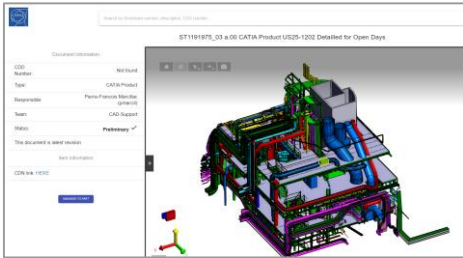 Search by document number, description, CDD number
ST1191975_03 a.00 CATIA Product US25-1202 Detailled for Open Days
Document Information
CDD Number
Not found
Type
CATIA Product
Responsible
Pierre-Francois
Team
CAD-Support
Status
Preliminary
This document is latest revision
Item Information
CDN link HERE